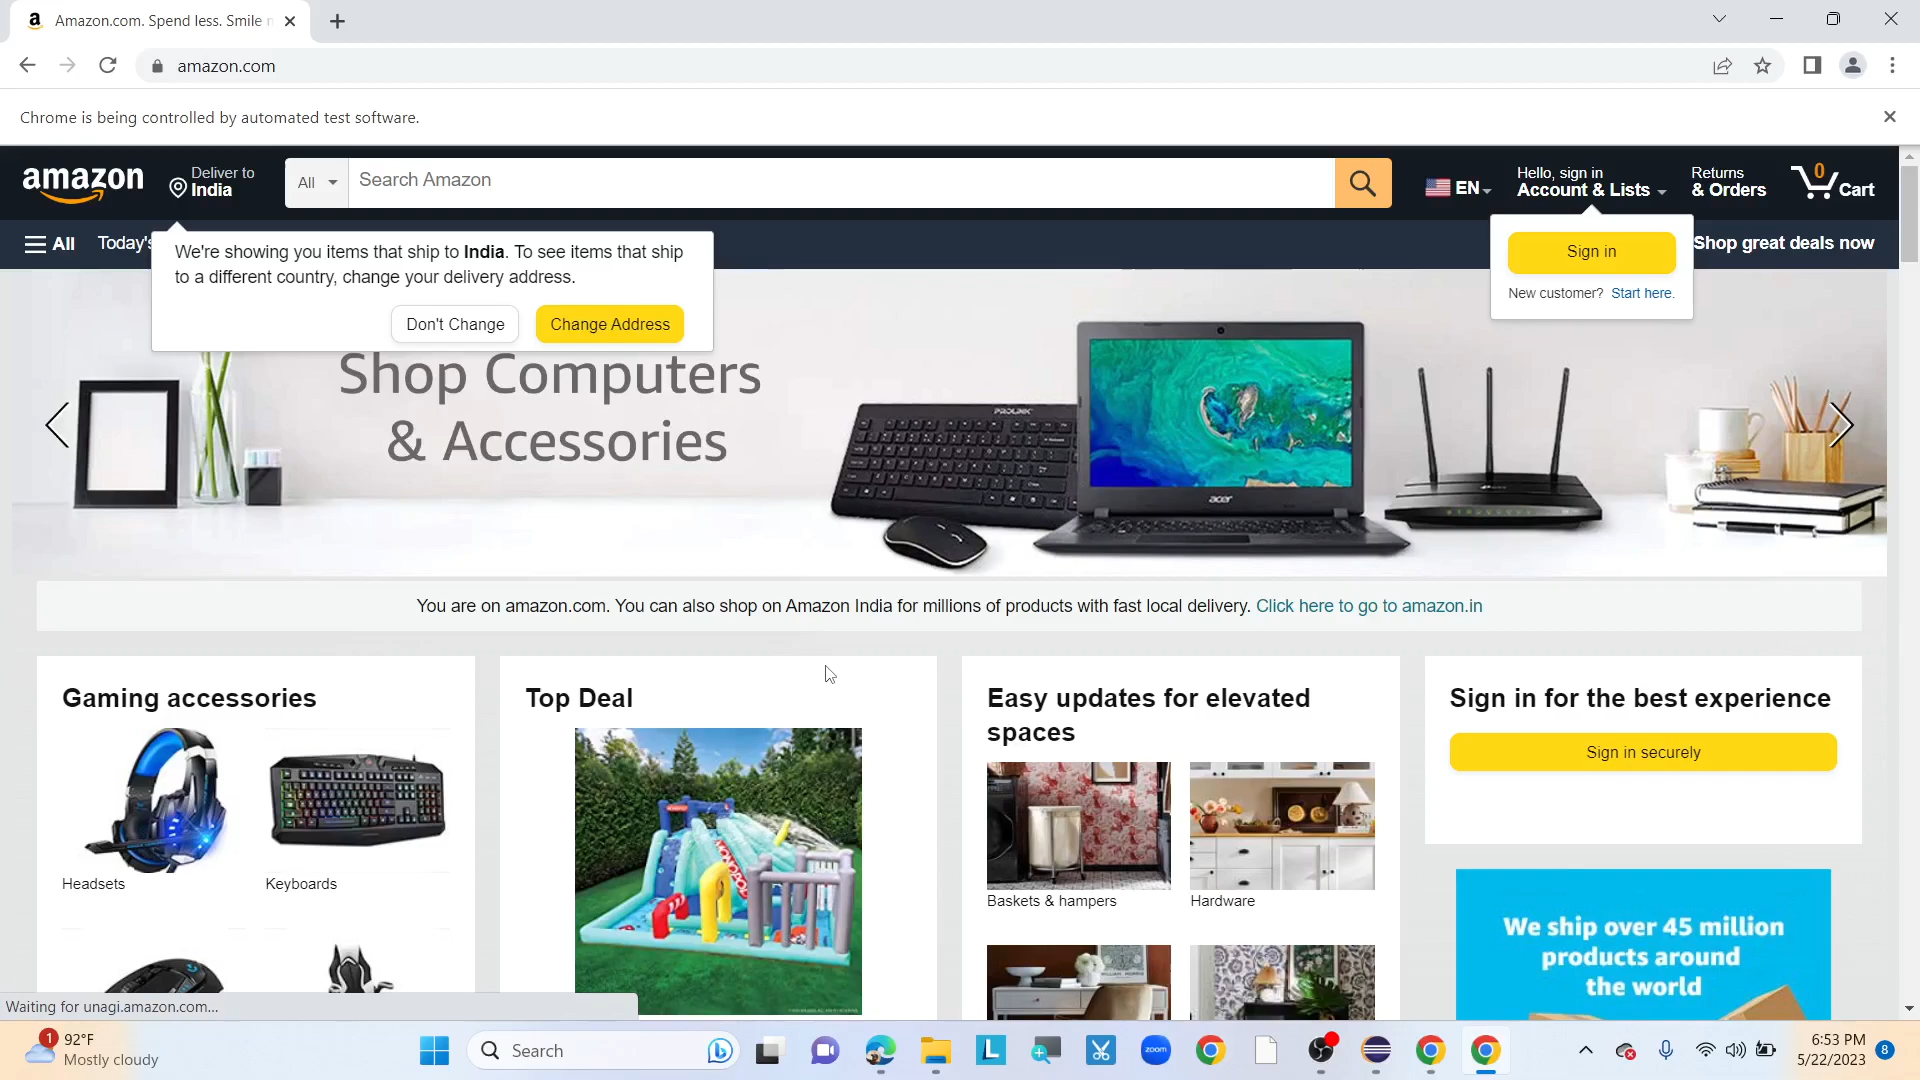 Amazon.com. Spend less. Smile
amazon.com
Chrome is being controlled by automated test software.
amazon
Deliver to
India
All
Search Amazon
EN
Hello, sign in
Account & Lists
Returns
& Orders
0
Cart
All
Today's
Shop great deals now
We're showing you items that ship to India. To see items that ship
to a different country, change your delivery address.
Don't Change
Change Address
Sign in
New customer? Start here.
Shop Computers
& Accessories
PROLINK
acer
You are on amazon.com. You can also shop on Amazon India for millions of products with fast local delivery. Click here to go to amazon.in
Gaming accessories
Headsets
Keyboards
Top Deal
MONOPOLY
Easy updates for elevated
spaces
Baskets & hampers
Hardware
Sign in for the best experience
Sign in securely
We ship over 45 million
products around
the world
Waiting for unagi.amazon.com...
1
92°F
Mostly cloudy
Search
L
zoom
6:53 PM
5/22/2023
8